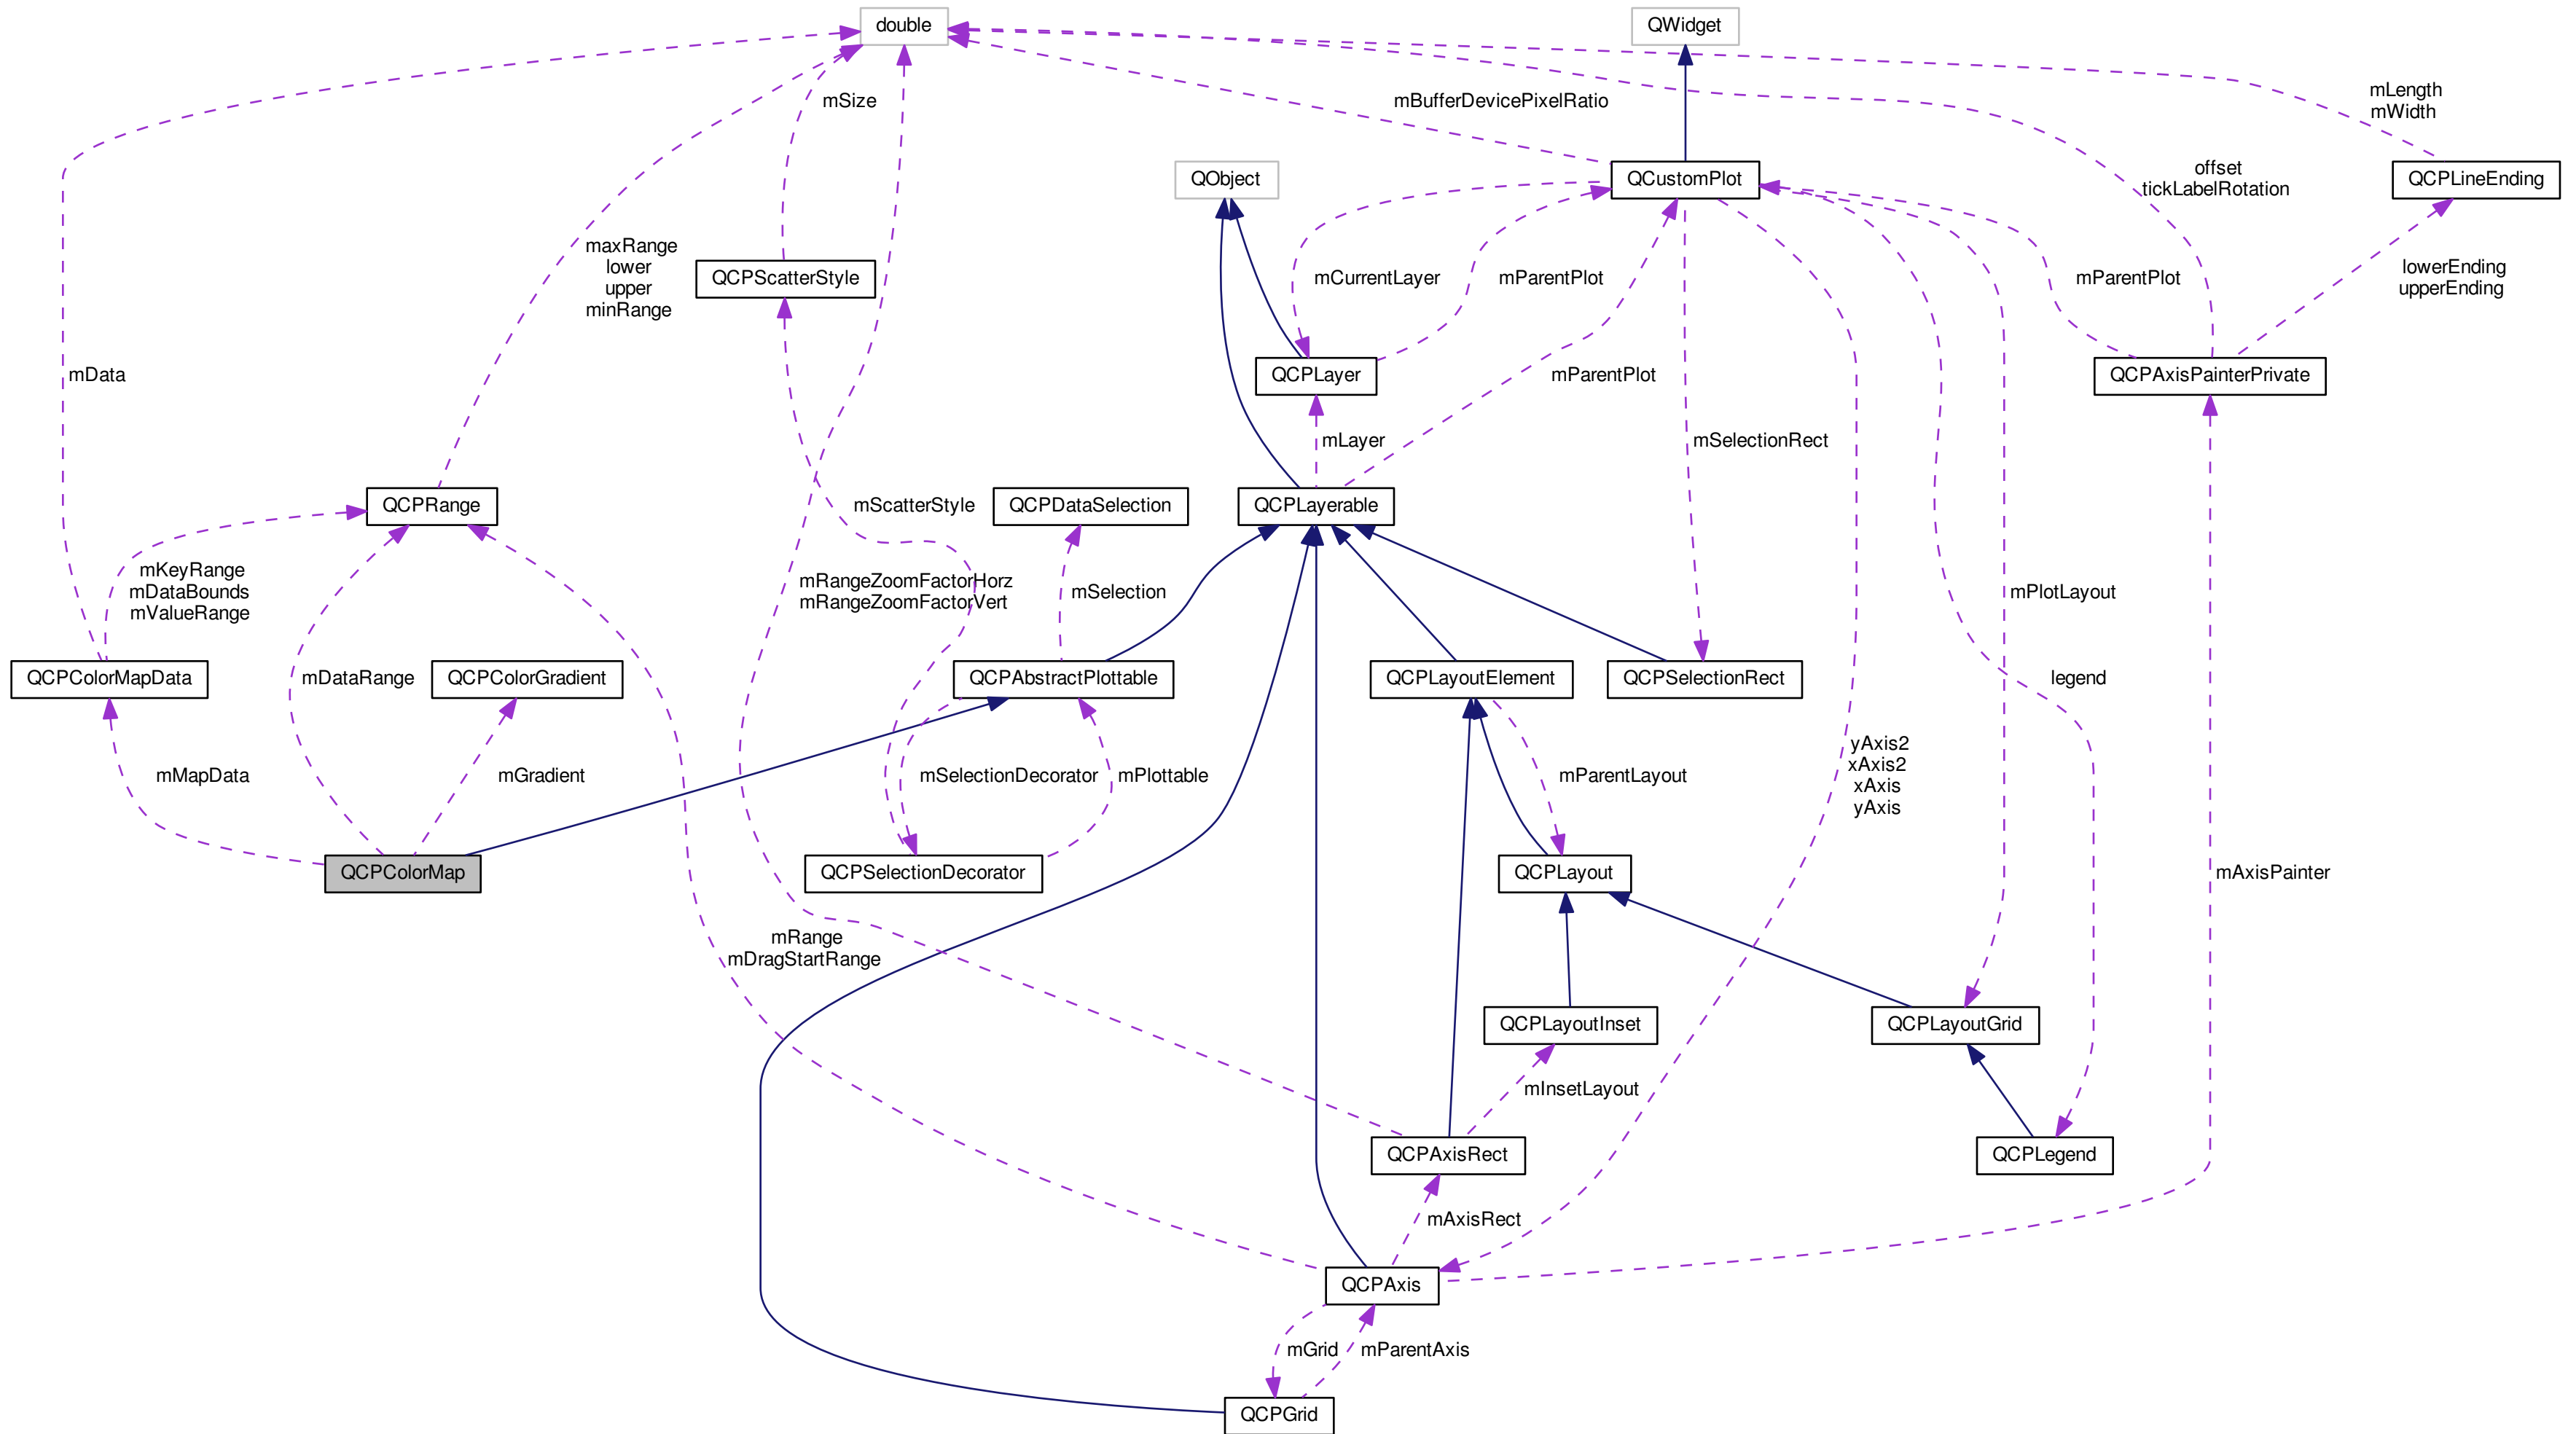 double
QWidget
mSize
mBufferDevicePixelRatio
mLength
mWidth
QObject
QCustomPlot
offset
tickLabelRotation
QCPLineEnding
maxRange
lower
upper
minRange
QCPScatterStyle
mCurrentLayer
mParentPlot
mParentPlot
lowerEnding
upperEnding
mData
QCPLayer
mParentPlot
QCPAxisPainterPrivate
mLayer
mSelectionRect
QCPRange
mScatterStyle
QCPDataSelection
QCPLayerable
mKeyRange
mDataBounds
mValueRange
mRangeZoomFactorHorz
mRangeZoomFactorVert
mSelection
mPlotLayout
QCPColorMapData
mDataRange
QCPColorGradient
QCPAbstractPlottable
QCPLayoutElement
QCPSelectionRect
legend
mMapData
mGradient
mSelectionDecorator
mPlottable
mParentLayout
yAxis2
xAxis2
xAxis
yAxis
QCPColorMap
QCPSelectionDecorator
QCPLayout
mAxisPainter
mRange
mDragStartRange
QCPLayoutInset
QCPLayoutGrid
mInsetLayout
QCPAxisRect
QCPLegend
mAxisRect
QCPAxis
mGrid
mParentAxis
QCPGrid